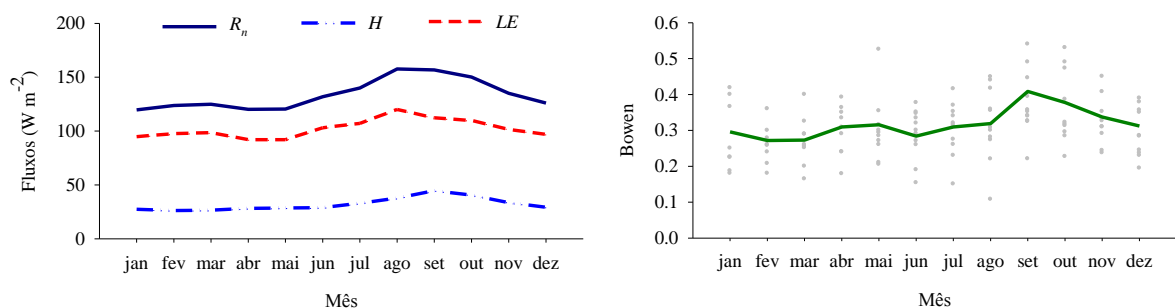 R_n H LE
200
150
100
50
0
Fluxos (W m⁻²)
jan fev mar abr mai jun jul ago set out nov dez
Mês
0.6
0.5
0.4
0.3
0.2
0.1
0.0
Bowen
jan fev mar abr mai jun jul ago set out nov dez
Mês